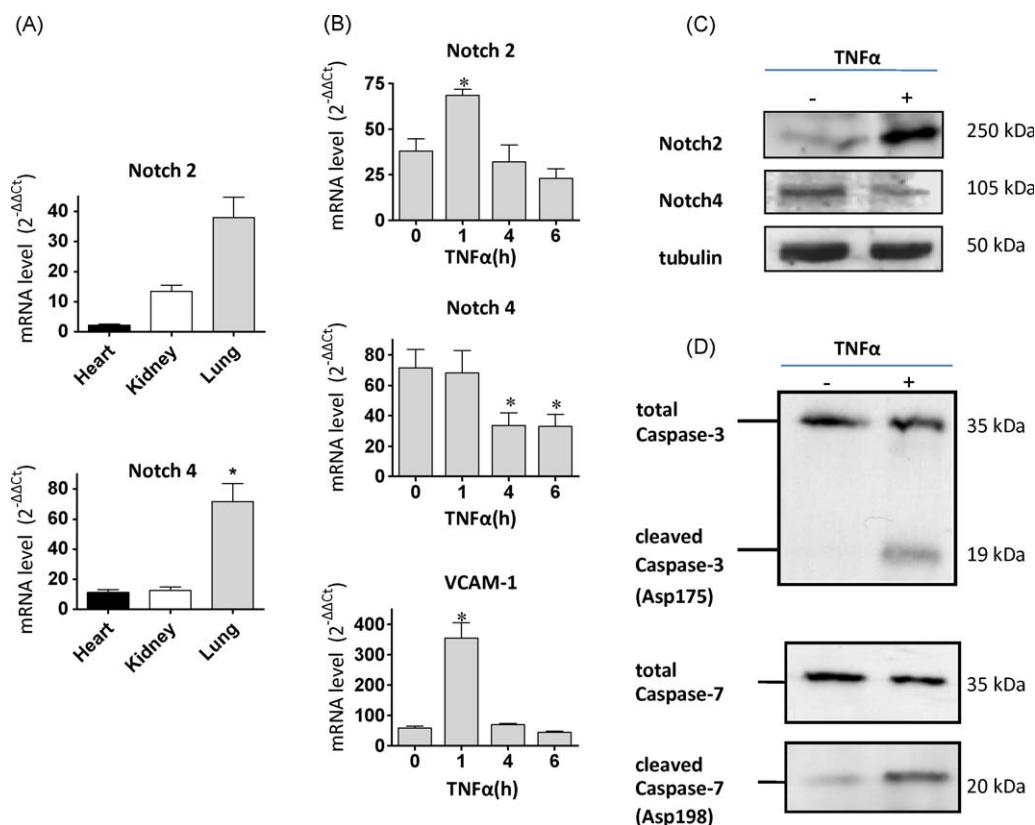 (A)
Notch 2
mRNA level (2^-ΔΔCt)
40
30
20
10
0
Heart
Kidney
Lung
Notch 4
*
mRNA level (2^-ΔΔCt)
80
60
40
20
0
Heart
Kidney
Lung
(B)
Notch 2
*
mRNA level (2^-ΔΔCt)
75
50
25
0
0 1 4 6
TNFα(h)
Notch 4
* *
mRNA level (2^-ΔΔCt)
80
60
40
20
0
0 1 4 6
TNFα(h)
VCAM-1
*
mRNA level (2^-ΔΔCt)
400
300
200
100
0
0 1 4 6
TNFα(h)
(C)
TNFα
- +
Notch2 250 kDa
Notch4 105 kDa
tubulin 50 kDa
(D)
TNFα
- +
total
Caspase-3 35 kDa
cleaved
Caspase-3 19 kDa
(Asp175)
total
Caspase-7 35 kDa
cleaved
Caspase-7 20 kDa
(Asp198)